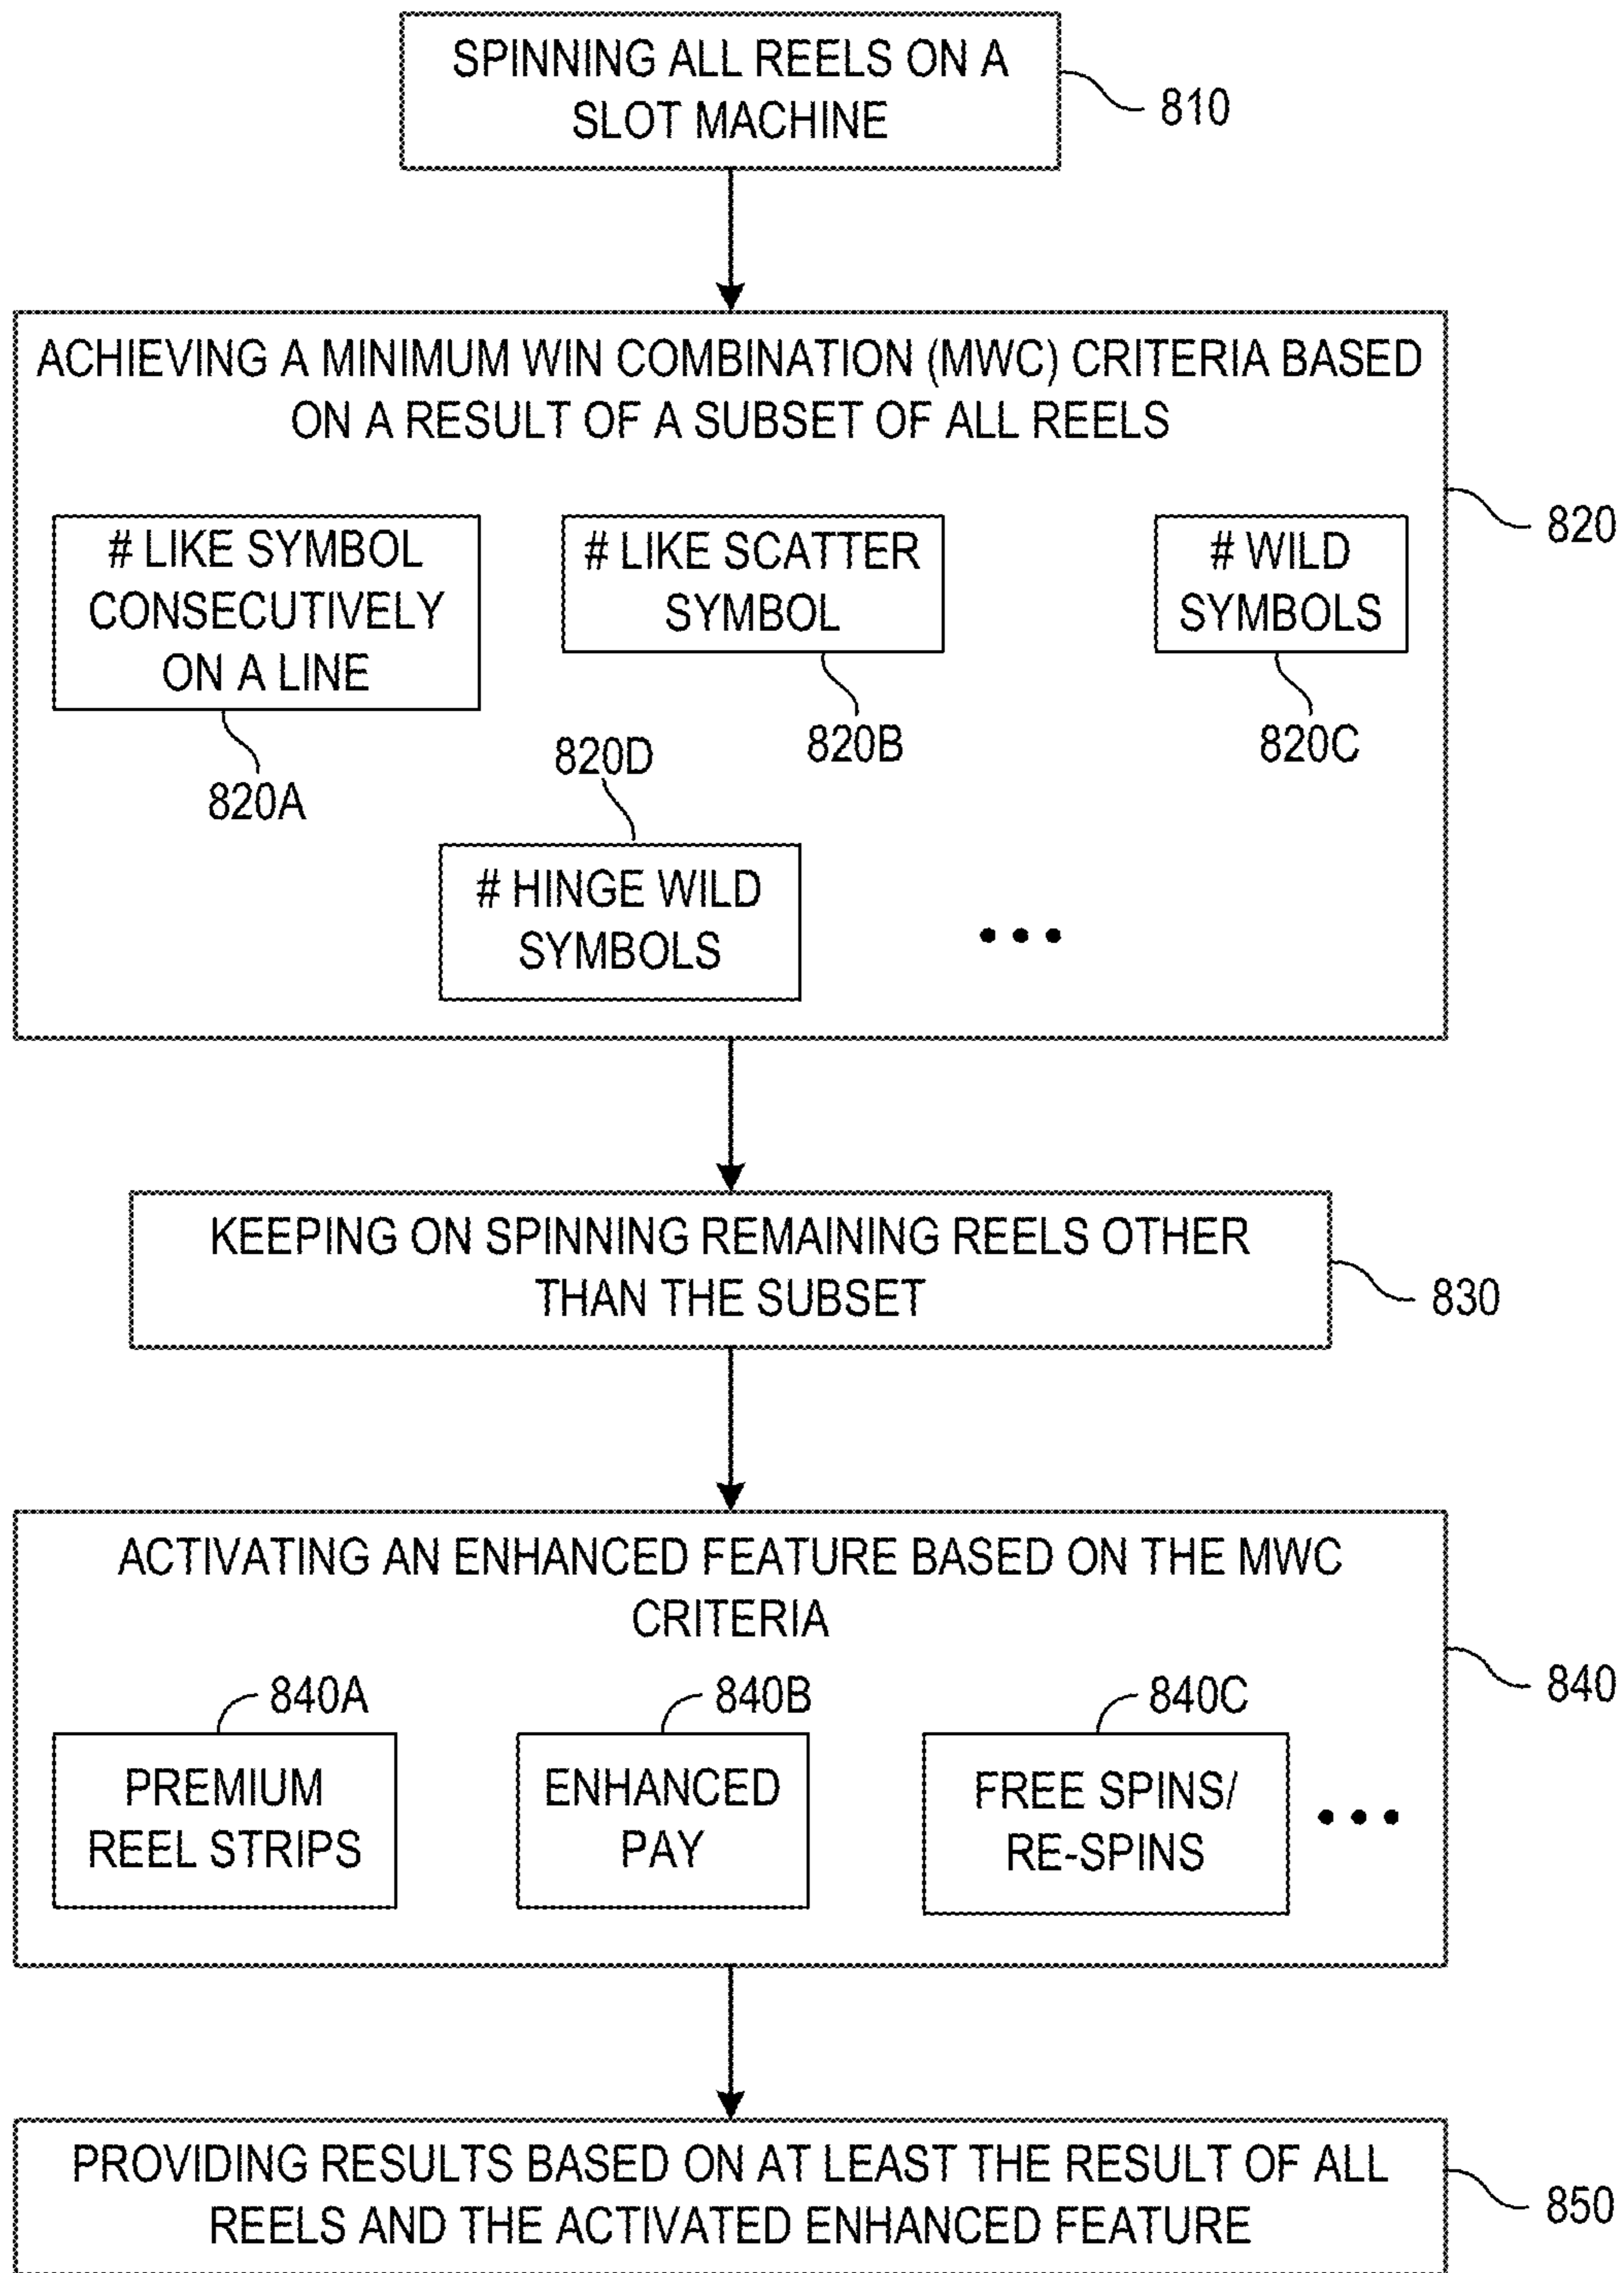 SPINNING ALL REELS ON A
SLOT MACHINE
810
ACHIEVING A MINIMUM WIN COMBINATION (MWC) CRITERIA BASED
ON A RESULT OF A SUBSET OF ALL REELS
820
# LIKE SYMBOL
CONSECUTIVELY
ON A LINE
820A
# LIKE SCATTER
SYMBOL
820B
# WILD
SYMBOLS
820C
820D
# HINGE WILD
SYMBOLS
•••
KEEPING ON SPINNING REMAINING REELS OTHER
THAN THE SUBSET
830
ACTIVATING AN ENHANCED FEATURE BASED ON THE MWC
CRITERIA
840
840A
PREMIUM
REEL STRIPS
840B
ENHANCED
PAY
840C
FREE SPINS/
RE-SPINS
•••
PROVIDING RESULTS BASED ON AT LEAST THE RESULT OF ALL
REELS AND THE ACTIVATED ENHANCED FEATURE
850